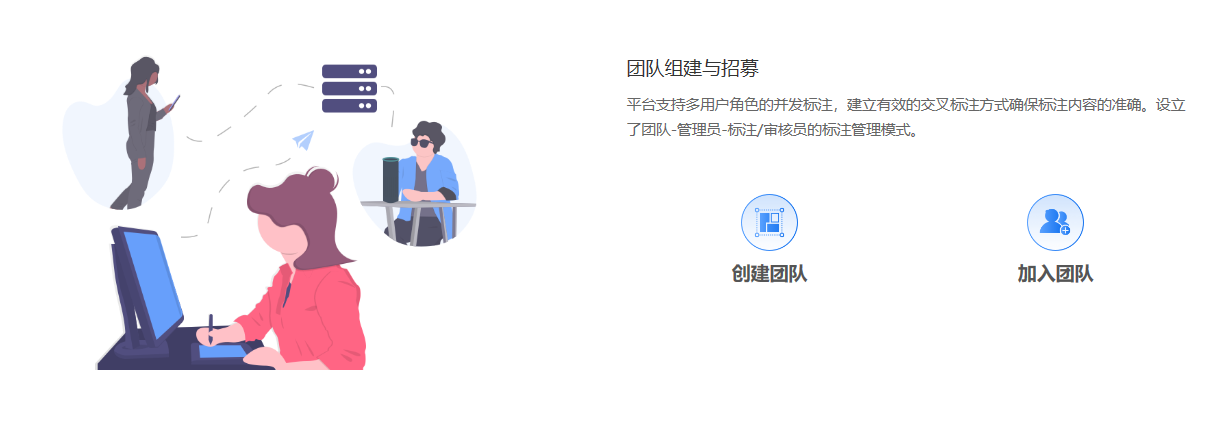 团队组建与招募
平台支持多用户角色的并发标注，建立有效的交叉标注方式确保标注内容的准确。设立
了团队-管理员-标注/审核员的标注管理模式。
创建团队
加入团队